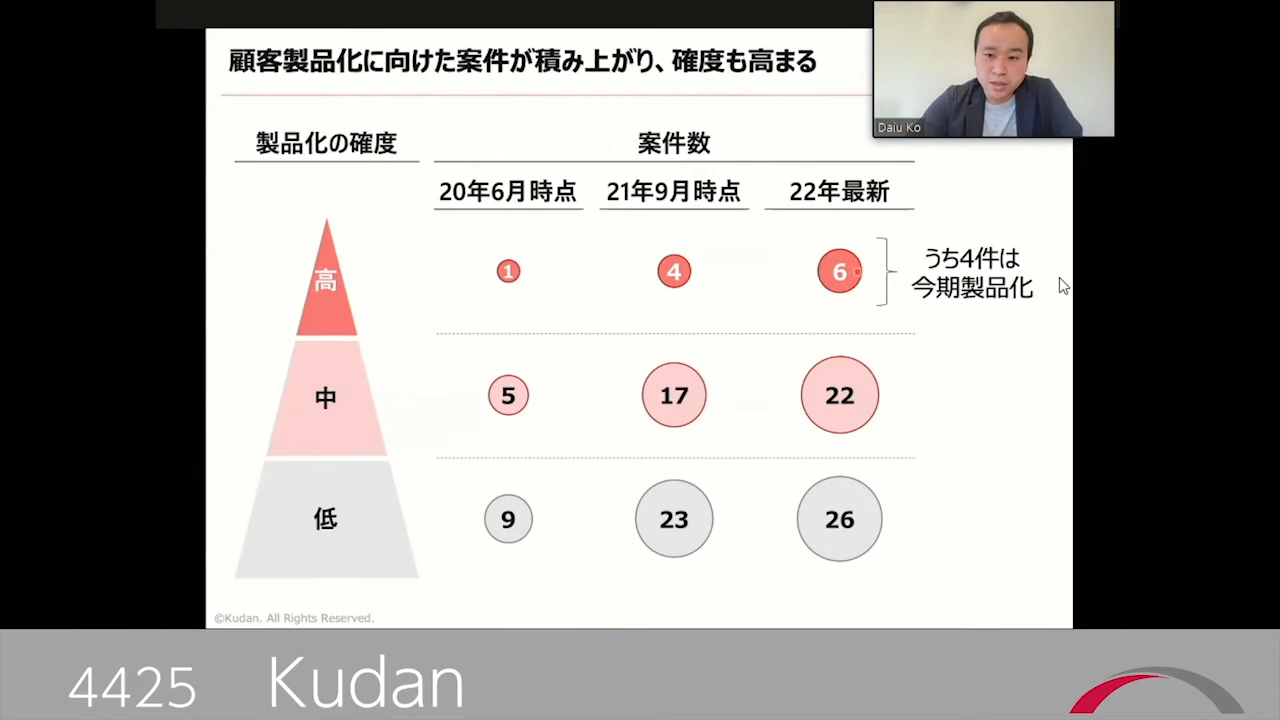 顧客製品化に向けた案件が積み上がり、確度も高まる
Daiu Ko
製品化の確度
案件数
20年6月時点
21年9月時点
22年最新
高
1
4
6
うち4件は
今期製品化
中
5
17
22
低
9
23
26
©Kudan. All Rights Reserved.
4425 Kudan